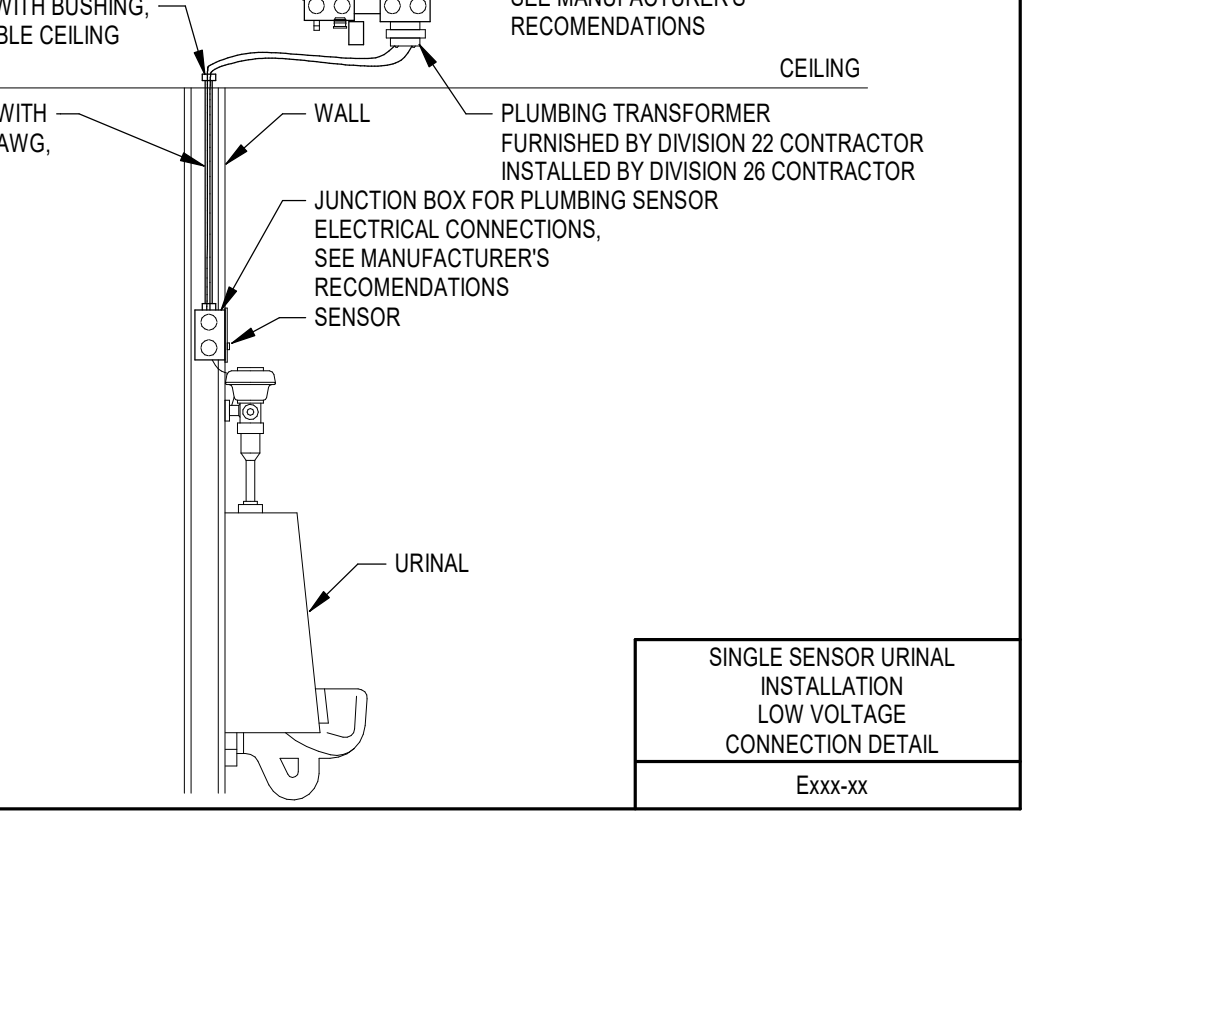 WITH BUSHING,
BLE CEILING
SEE MANUFACTURER'S
RECOMENDATIONS
CEILING
WITH
AWG,
WALL
PLUMBING TRANSFORMER
FURNISHED BY DIVISION 22 CONTRACTOR
INSTALLED BY DIVISION 26 CONTRACTOR
JUNCTION BOX FOR PLUMBING SENSOR
ELECTRICAL CONNECTIONS,
SEE MANUFACTURER'S
RECOMENDATIONS
SENSOR
URINAL
SINGLE SENSOR URINAL
INSTALLATION
LOW VOLTAGE
CONNECTION DETAIL
Exxx-xx